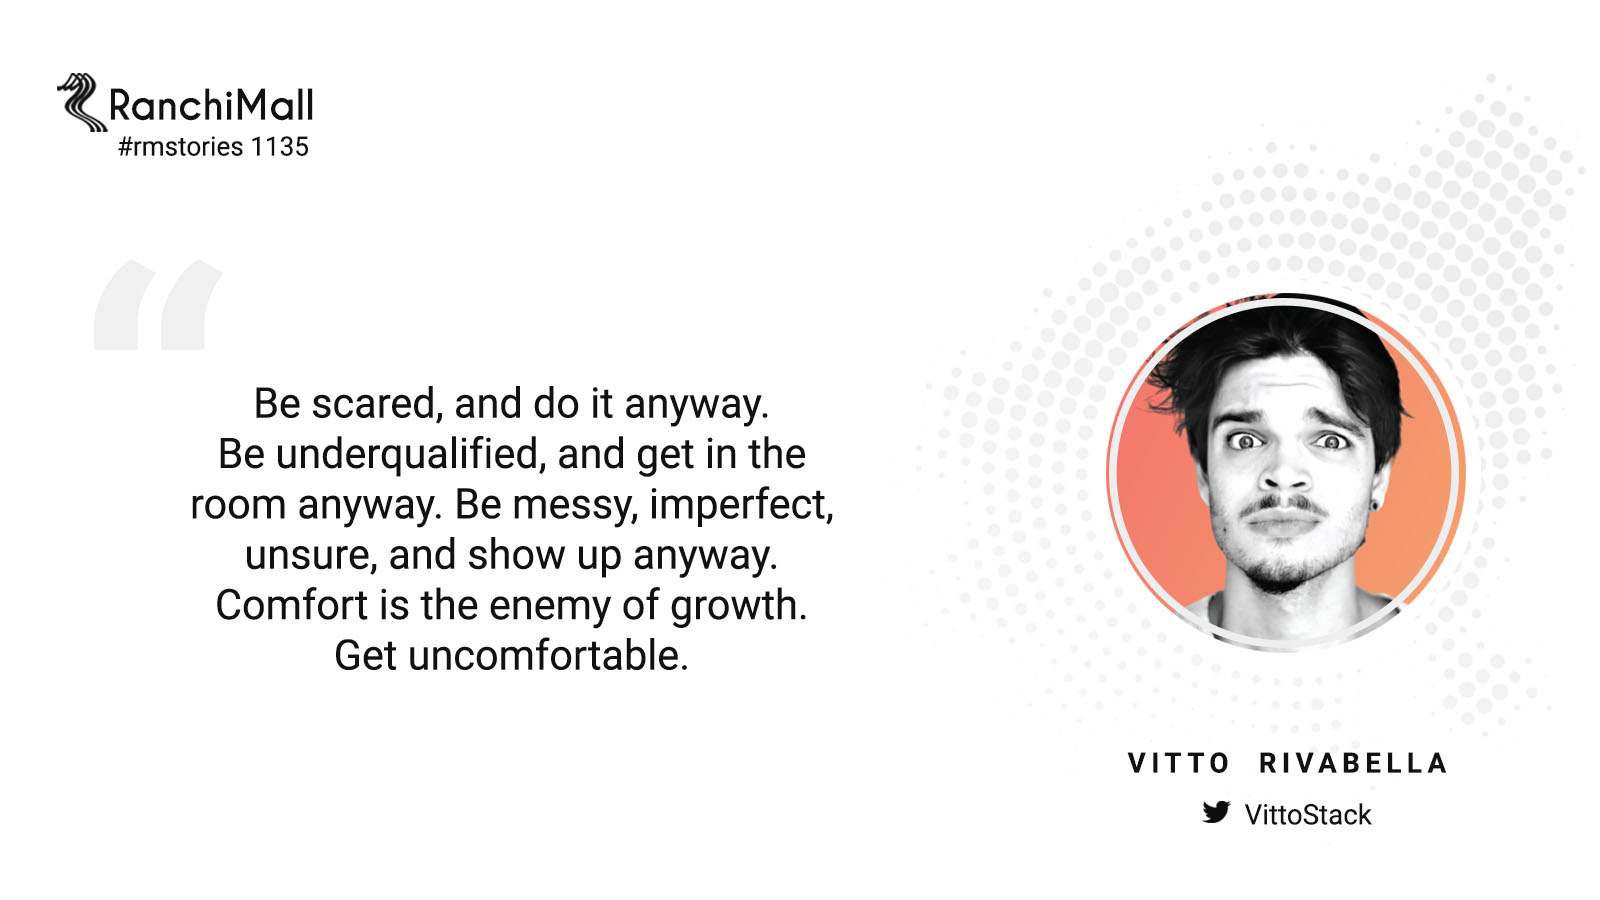 RanchiMall
#rmstories 1135
“
Be scared, and do it anyway.
Be underqualified, and get in the
room anyway. Be messy, imperfect,
unsure, and show up anyway.
Comfort is the enemy of growth.
Get uncomfortable.
VITTO RIVABELLA
VittoStack